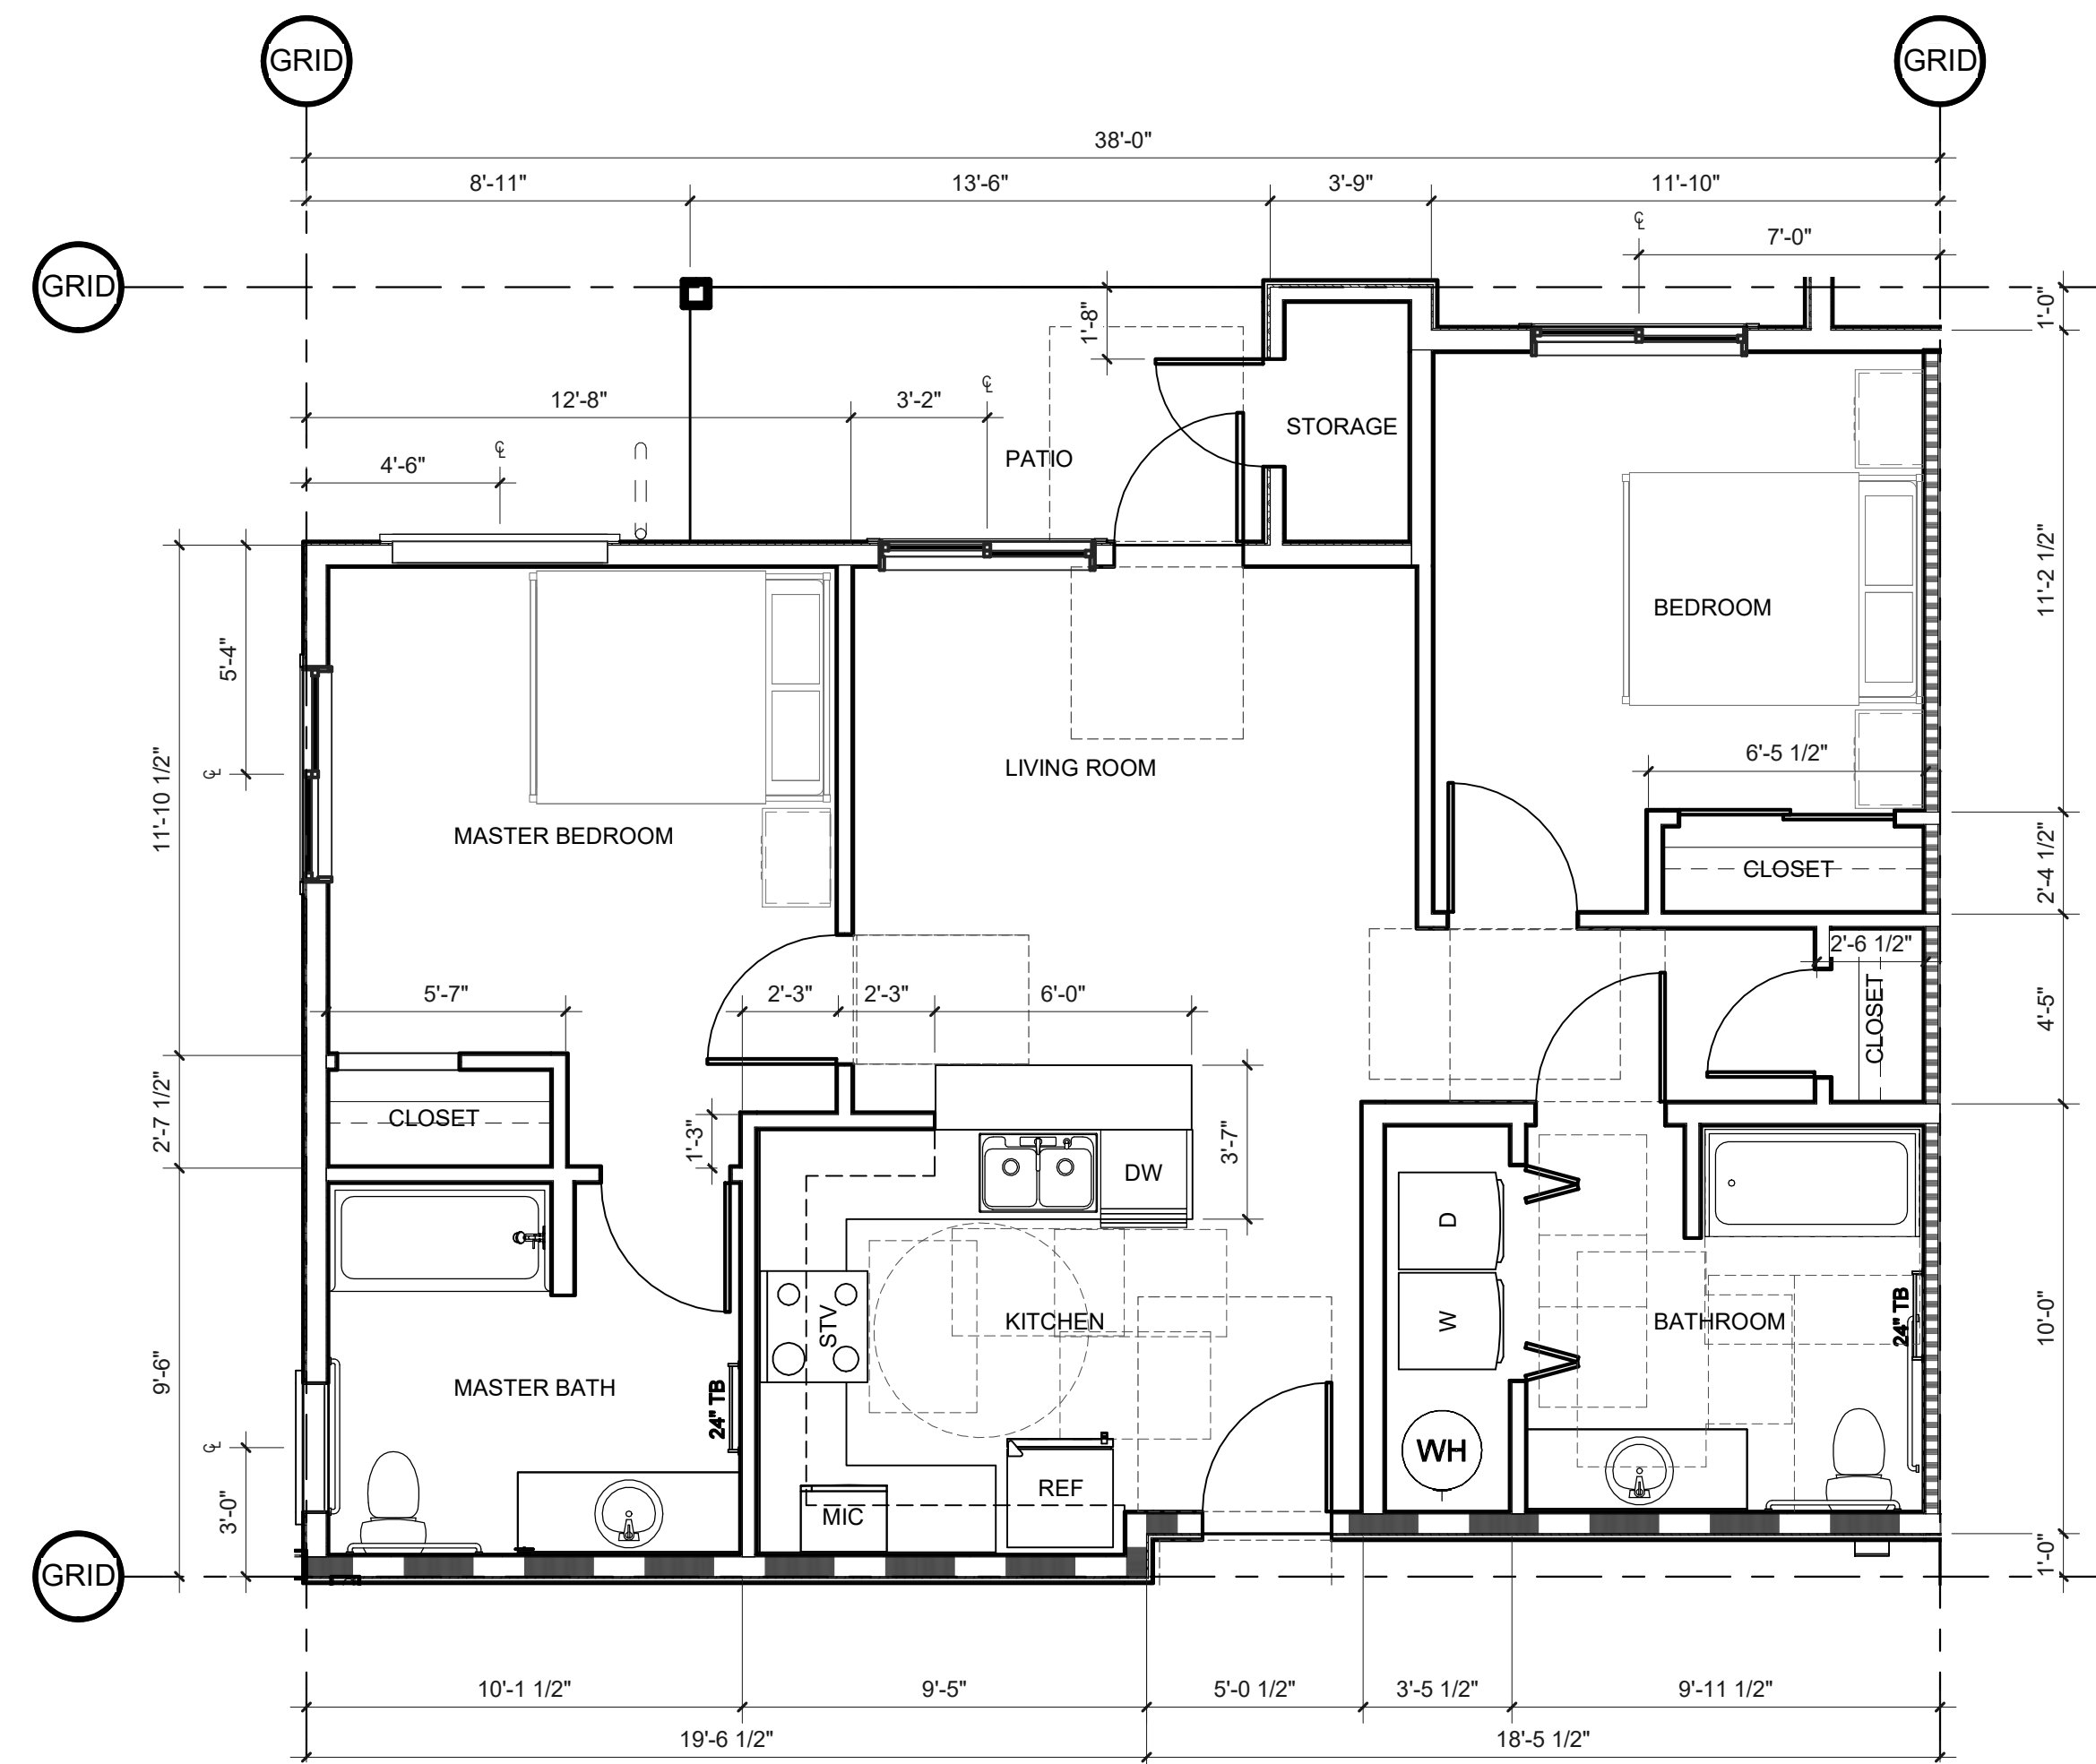 GRID
GRID
38'-0"
8'-11"
13'-6"
3'-9"
11'-10"
℄
7'-0"
GRID
1'-8"
1'-0"
℄
12'-8"
3'-2"
STORAGE
℄
PATIO
4'-6"
11'-2 1/2"
BEDROOM
5'-4"
℄
11'-10 1/2"
LIVING ROOM
6'-5 1/2"
MASTER BEDROOM
CLOSET
2'-4 1/2"
2'-6 1/2"
5'-7"
2'-3"
2'-3"
6'-0"
CLOSET
4'-5"
2'-7 1/2"
CLOSET
1'-3"
3'-7"
DW
D
W
STV
KITCHEN
BATHROOM
24" TB
10'-0"
9'-6"
MASTER BATH
24" TB
℄
WH
REF
MIC
3'-0"
GRID
1'-0"
10'-1 1/2"
9'-5"
5'-0 1/2"
3'-5 1/2"
9'-11 1/2"
19'-6 1/2"
18'-5 1/2"